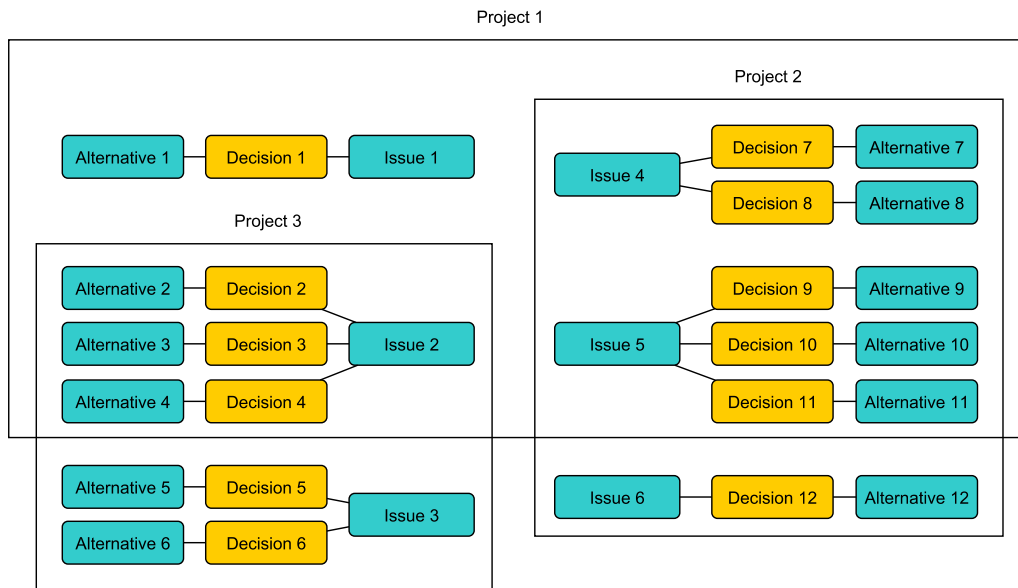 Project 1
Project 2
Alternative 1 Decision 1 Issue 1
Issue 4
Decision 7 Alternative 7
Decision 8 Alternative 8
Project 3
Alternative 2 Decision 2
Alternative 3 Decision 3 Issue 2
Alternative 4 Decision 4
Decision 9 Alternative 9
Issue 5 Decision 10 Alternative 10
Decision 11 Alternative 11
Alternative 5 Decision 5
Issue 3
Alternative 6 Decision 6
Issue 6 Decision 12 Alternative 12